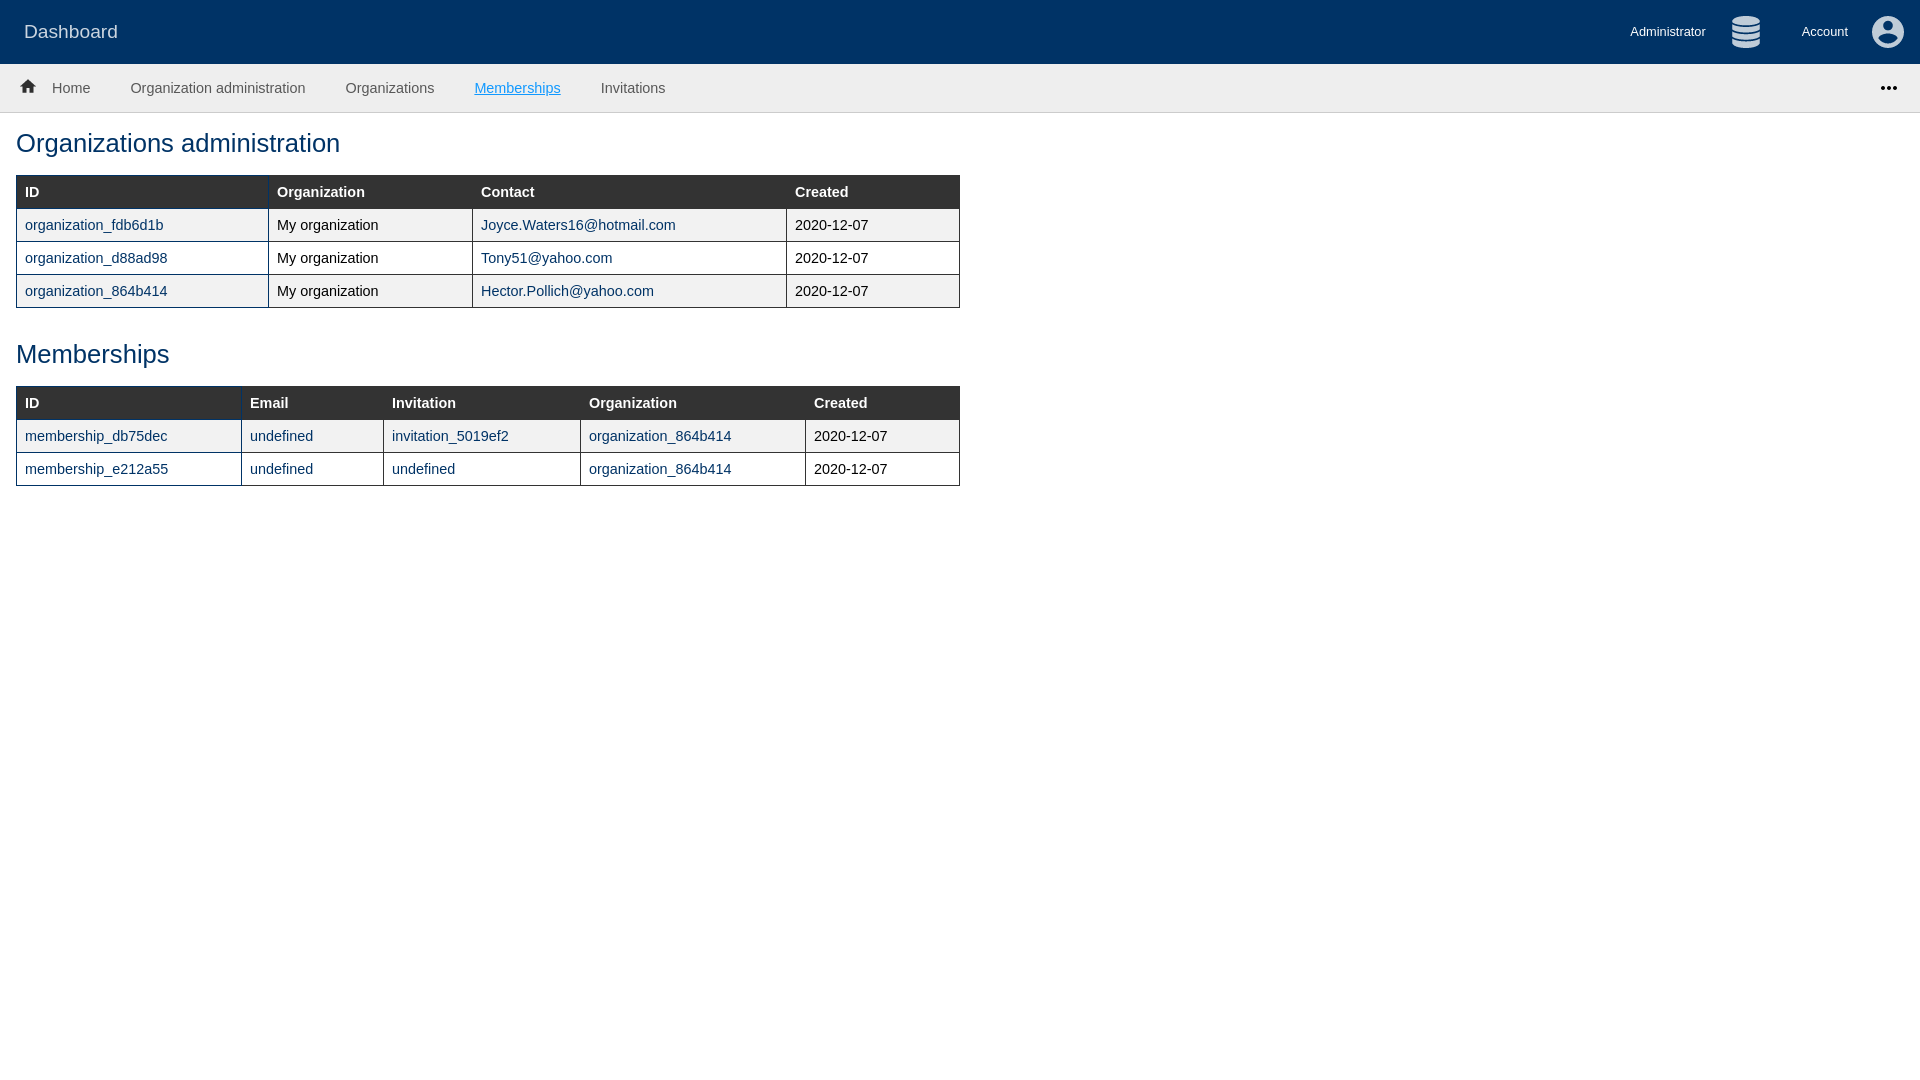 Dashboard
Administrator
Account
Home Organization administration Organizations Memberships Invitations
Organizations administration
ID Organization Contact Created
organization_fdb6d1b My organization Joyce.Waters16@hotmail.com 2020-12-07
organization_d88ad98 My organization Tony51@yahoo.com 2020-12-07
organization_864b414 My organization Hector.Pollich@yahoo.com 2020-12-07
Memberships
ID Email Invitation Organization Created
membership_db75dec undefined invitation_5019ef2 organization_864b414 2020-12-07
membership_e212a55 undefined undefined organization_864b414 2020-12-07